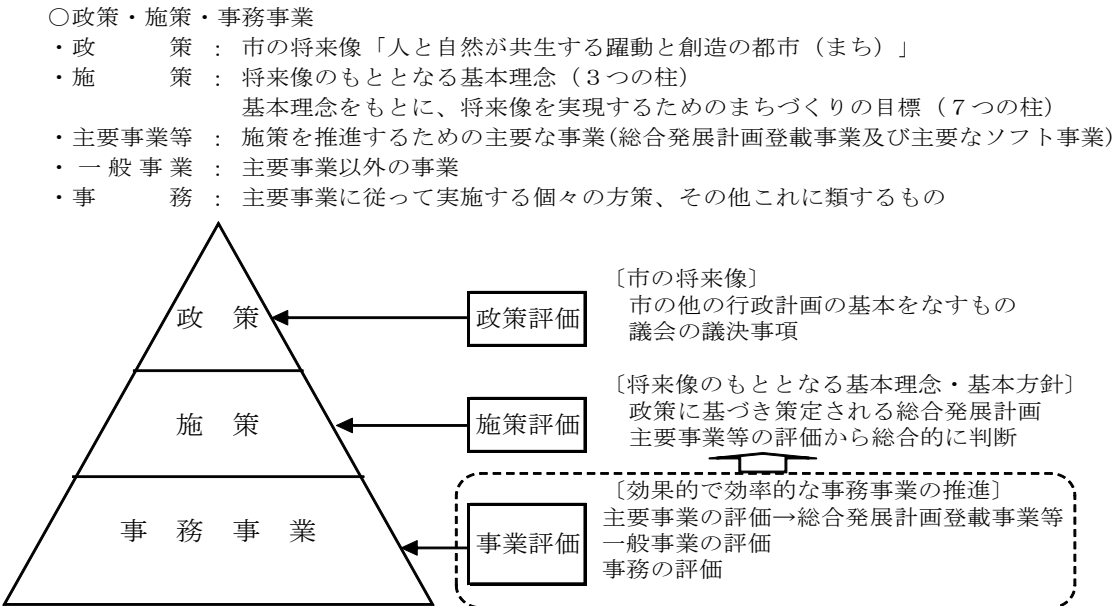 ○政策・施策・事務事業
・政　　　策 : 市の将来像「人と自然が共生する躍動と創造の都市（まち）」
・施　　　策 : 将来像のもととなる基本理念（３つの柱）
基本理念をもとに、将来像を実現するためのまちづくりの目標（７つの柱）
・主要事業等 : 施策を推進するための主要な事業(総合発展計画登載事業及び主要なソフト事業)
・一般事業 : 主要事業以外の事業
・事　　　務 : 主要事業に従って実施する個々の方策、その他これに類するもの
〔市の将来像〕
政　策
政策評価
市の他の行政計画の基本をなすもの
議会の議決事項
〔将来像のもととなる基本理念・基本方針〕
施　策
施策評価
政策に基づき策定される総合発展計画
主要事業等の評価から総合的に判断
〔効果的で効率的な事務事業の推進〕
事　務　事　業
事業評価
主要事業の評価→総合発展計画登載事業等
一般事業の評価
事務の評価